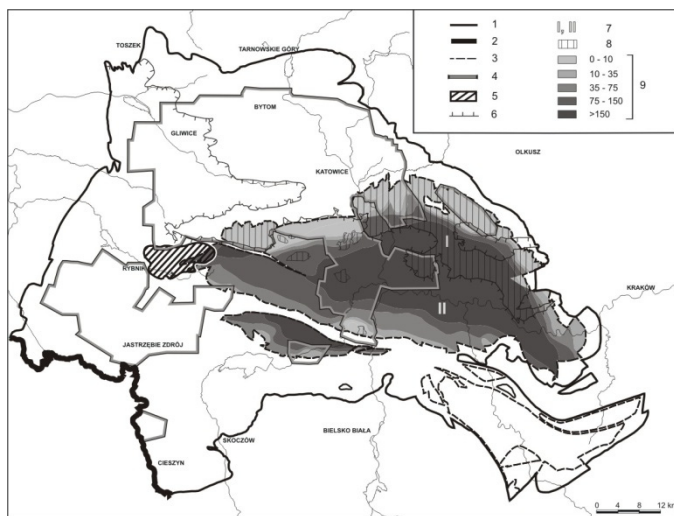 TOSZEK
TARNOWSKIE GÓRY
BYTOM
GLIWICE
KATOWICE
OLKUSZ
I
RYBNIK
KRAKÓW
II
JASTRZĘBIE ZDRÓJ
SKOCZÓW
BIELSKO BIAŁA
CIESZYN
1
2
3
4
5
6
7
8
0 - 10
10 - 35
35 - 75
75 - 150
>150
9
0 4 8 12 km